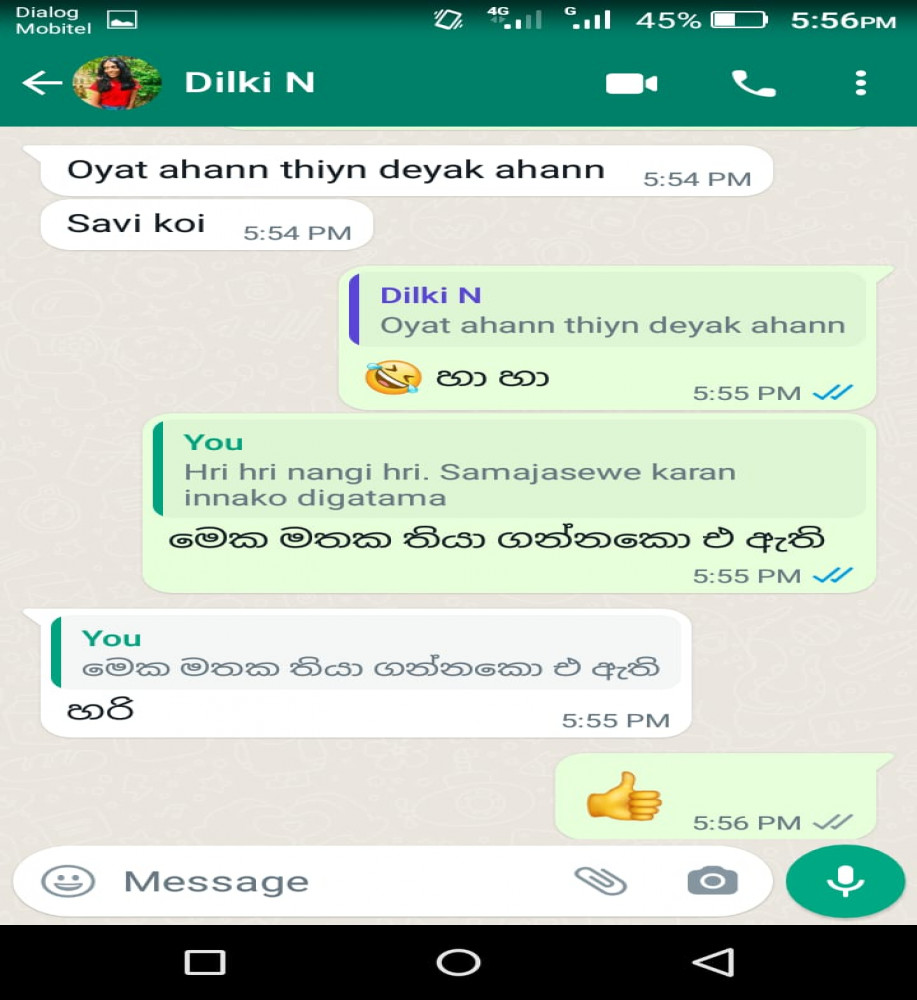 Dialog
Mobitel
4G
G
45%
5:56PM
Dilki N
Oyat ahann thiyn deyak ahann
5:54 PM
Savi koi
5:54 PM
Dilki N
Oyat ahann thiyn deyak ahann
🤣 හා හා
5:55 PM
You
Hri hri nangi hri. Samajasewe karan
innako digatama
මෙක මතක තියා ගන්නකො එ ඇති
5:55 PM
You
මෙක මතක තියා ගන්නකො එ ඇති
හරි
5:55 PM
👍
5:56 PM
Message